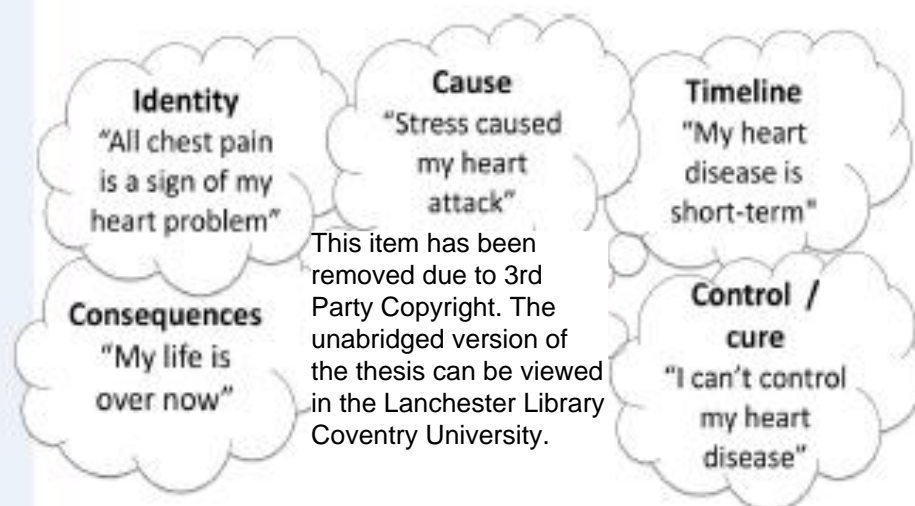 Identity
“All chest pain
is a sign of my
heart problem”
Cause
“Stress caused
my heart
attack”
Timeline
"My heart
disease is
short-term"
Consequences
“My life is
over now”
This item has been
removed due to 3rd
Party Copyright. The
unabridged version of
the thesis can be viewed
in the Lanchester Library
Coventry University.
Control /
cure
“I can’t control
my heart
disease”